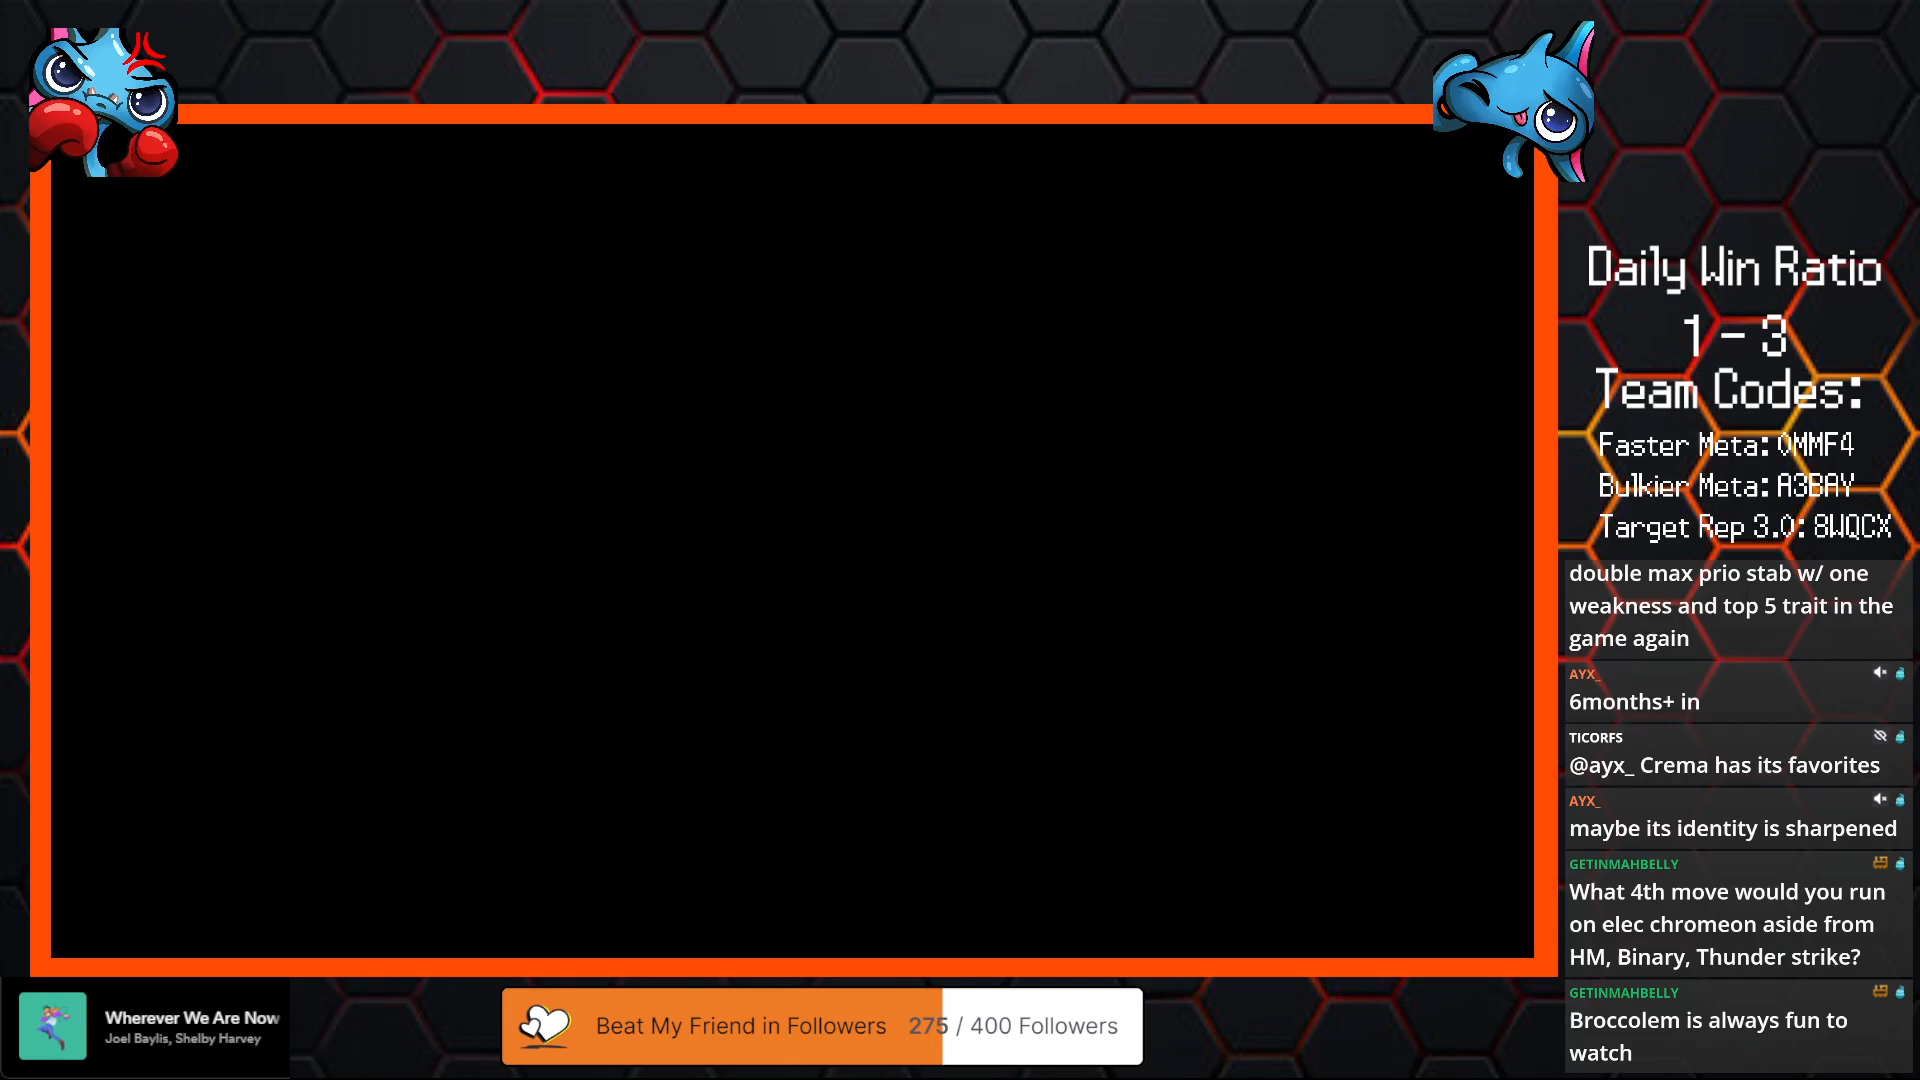 Daily Win Ratio
1 - 3
Team Codes:
Faster Meta: 0MMF4
Bulkier Meta: A3BAY
Target Rep 3.0: 8WQCX
double max prio stab w/ one
weakness and top 5 trait in the
game again
AYX_
6months+ in
TICORFS
@ayx_ Crema has its favorites
AYX_
maybe its identity is sharpened
GETINMAHBELLY
What 4th move would you run
on elec chromeon aside from
HM, Binary, Thunder strike?
GETINMAHBELLY
Broccolem is always fun to
watch
Wherever We Are Now
Joel Baylis, Shelby Harvey
Beat My Friend in Followers 275 / 400 Followers